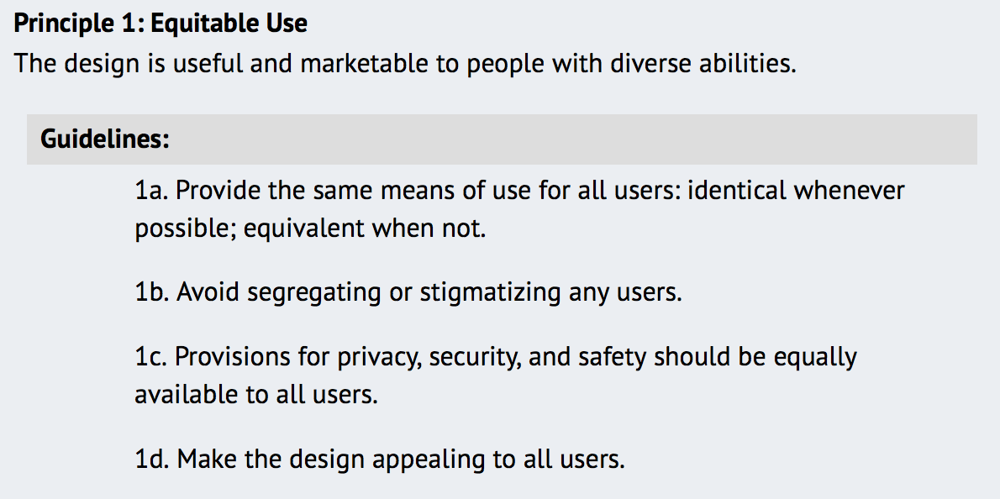 Principle 1: Equitable Use
The design is useful and marketable to people with diverse abilities.
Guidelines:
1a. Provide the same means of use for all users: identical whenever
possible; equivalent when not.
1b. Avoid segregating or stigmatizing any users.
1c. Provisions for privacy, security, and safety should be equally
available to all users.
1d. Make the design appealing to all users.